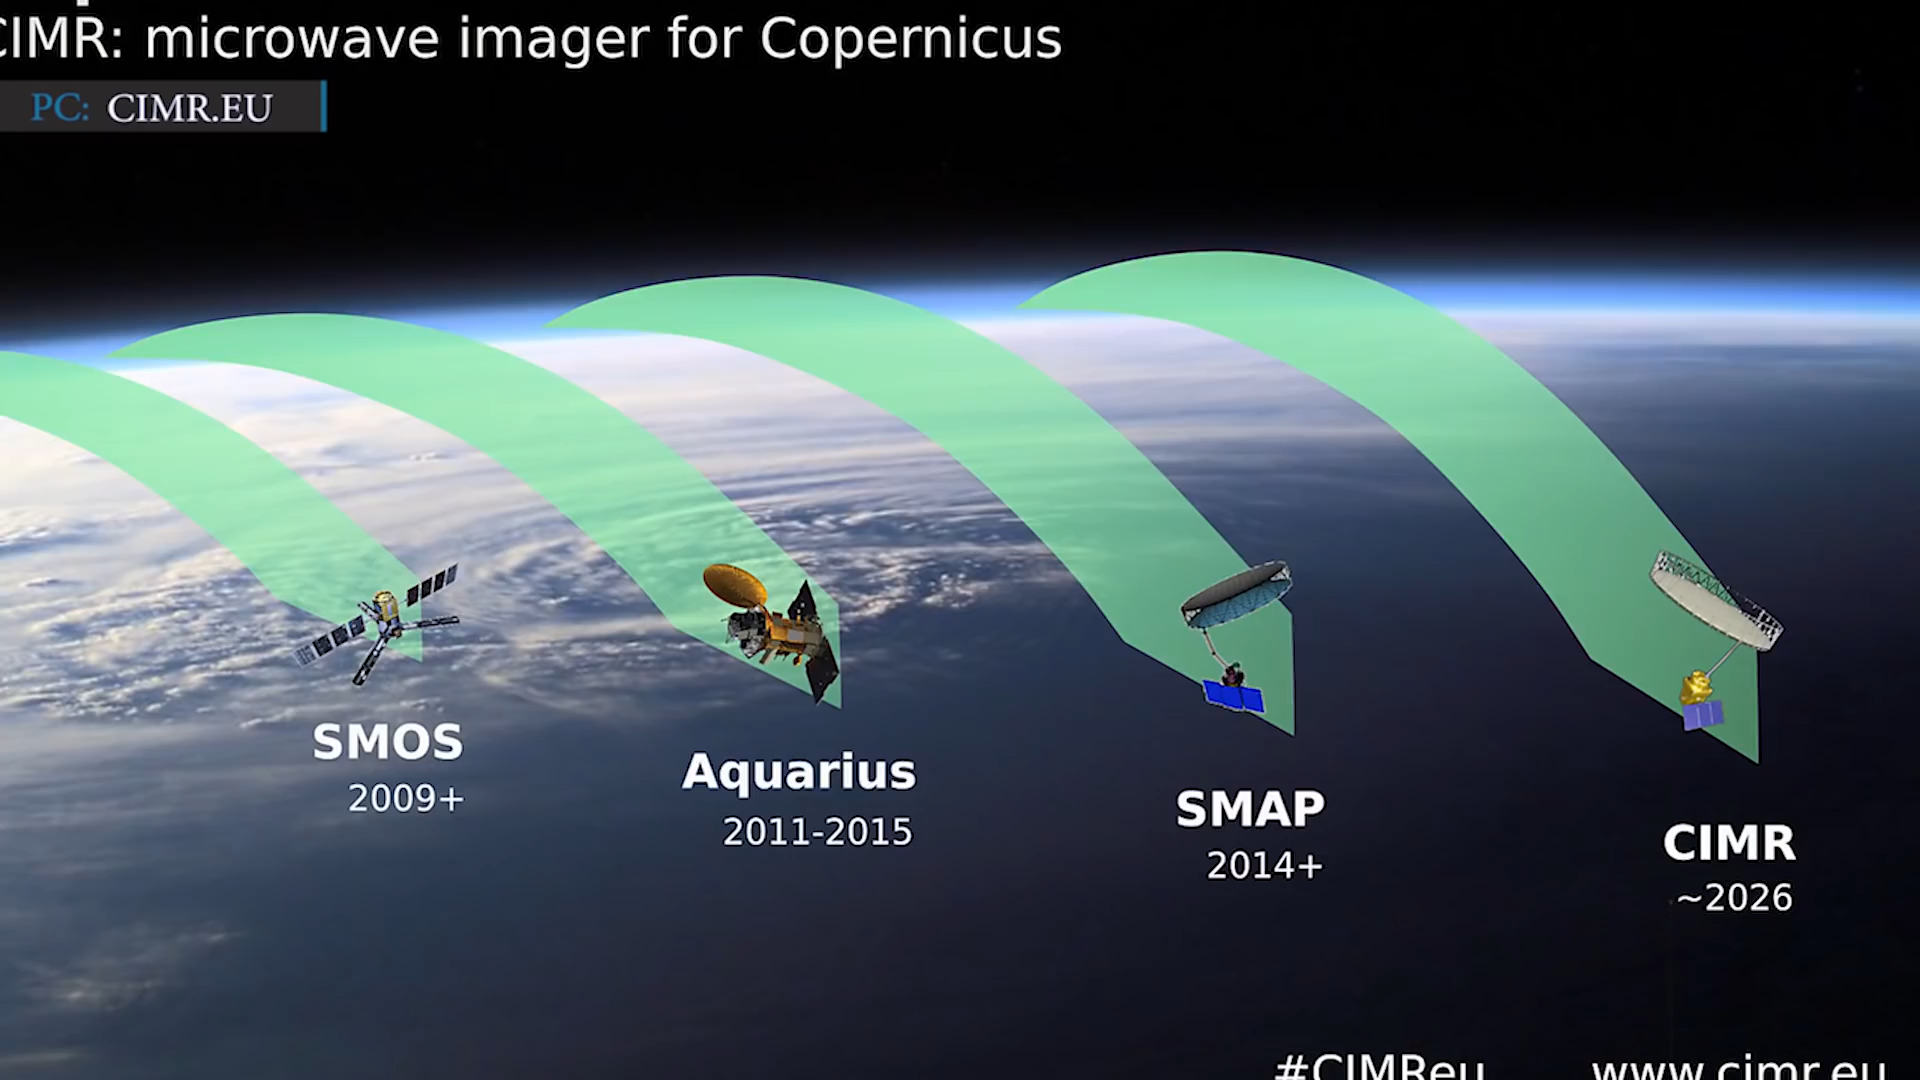 CIMR: microwave imager for Copernicus
PC: CIMR.EU
SMOS
2009+
Aquarius
2011-2015
SMAP
2014+
CIMR
~2026
#CIMReu
www.cimr.eu